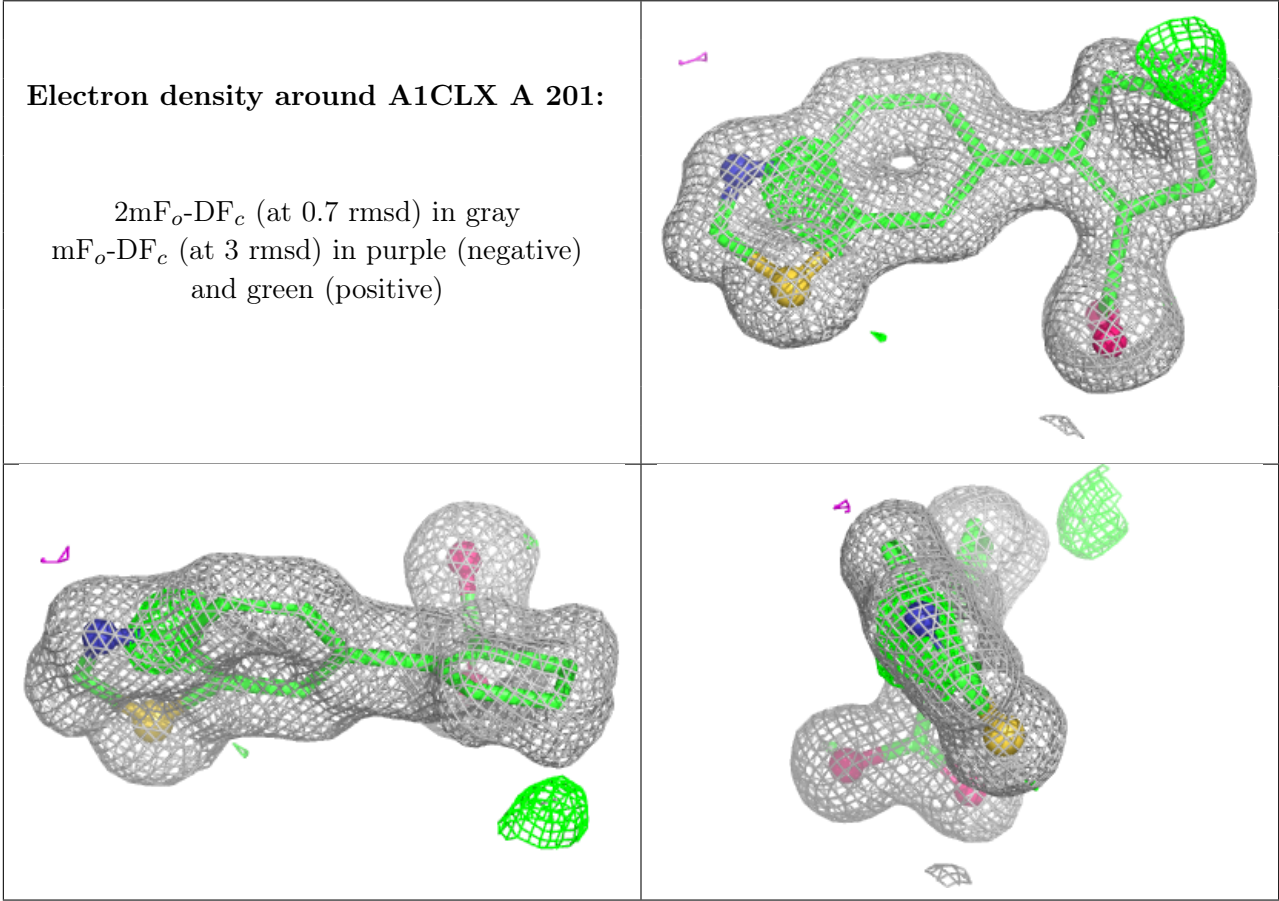 Electron density around A1CLX A 201:
2mFo-DFc (at 0.7 rmsd) in gray
mFo-DFc (at 3 rmsd) in purple (negative)
and green (positive)